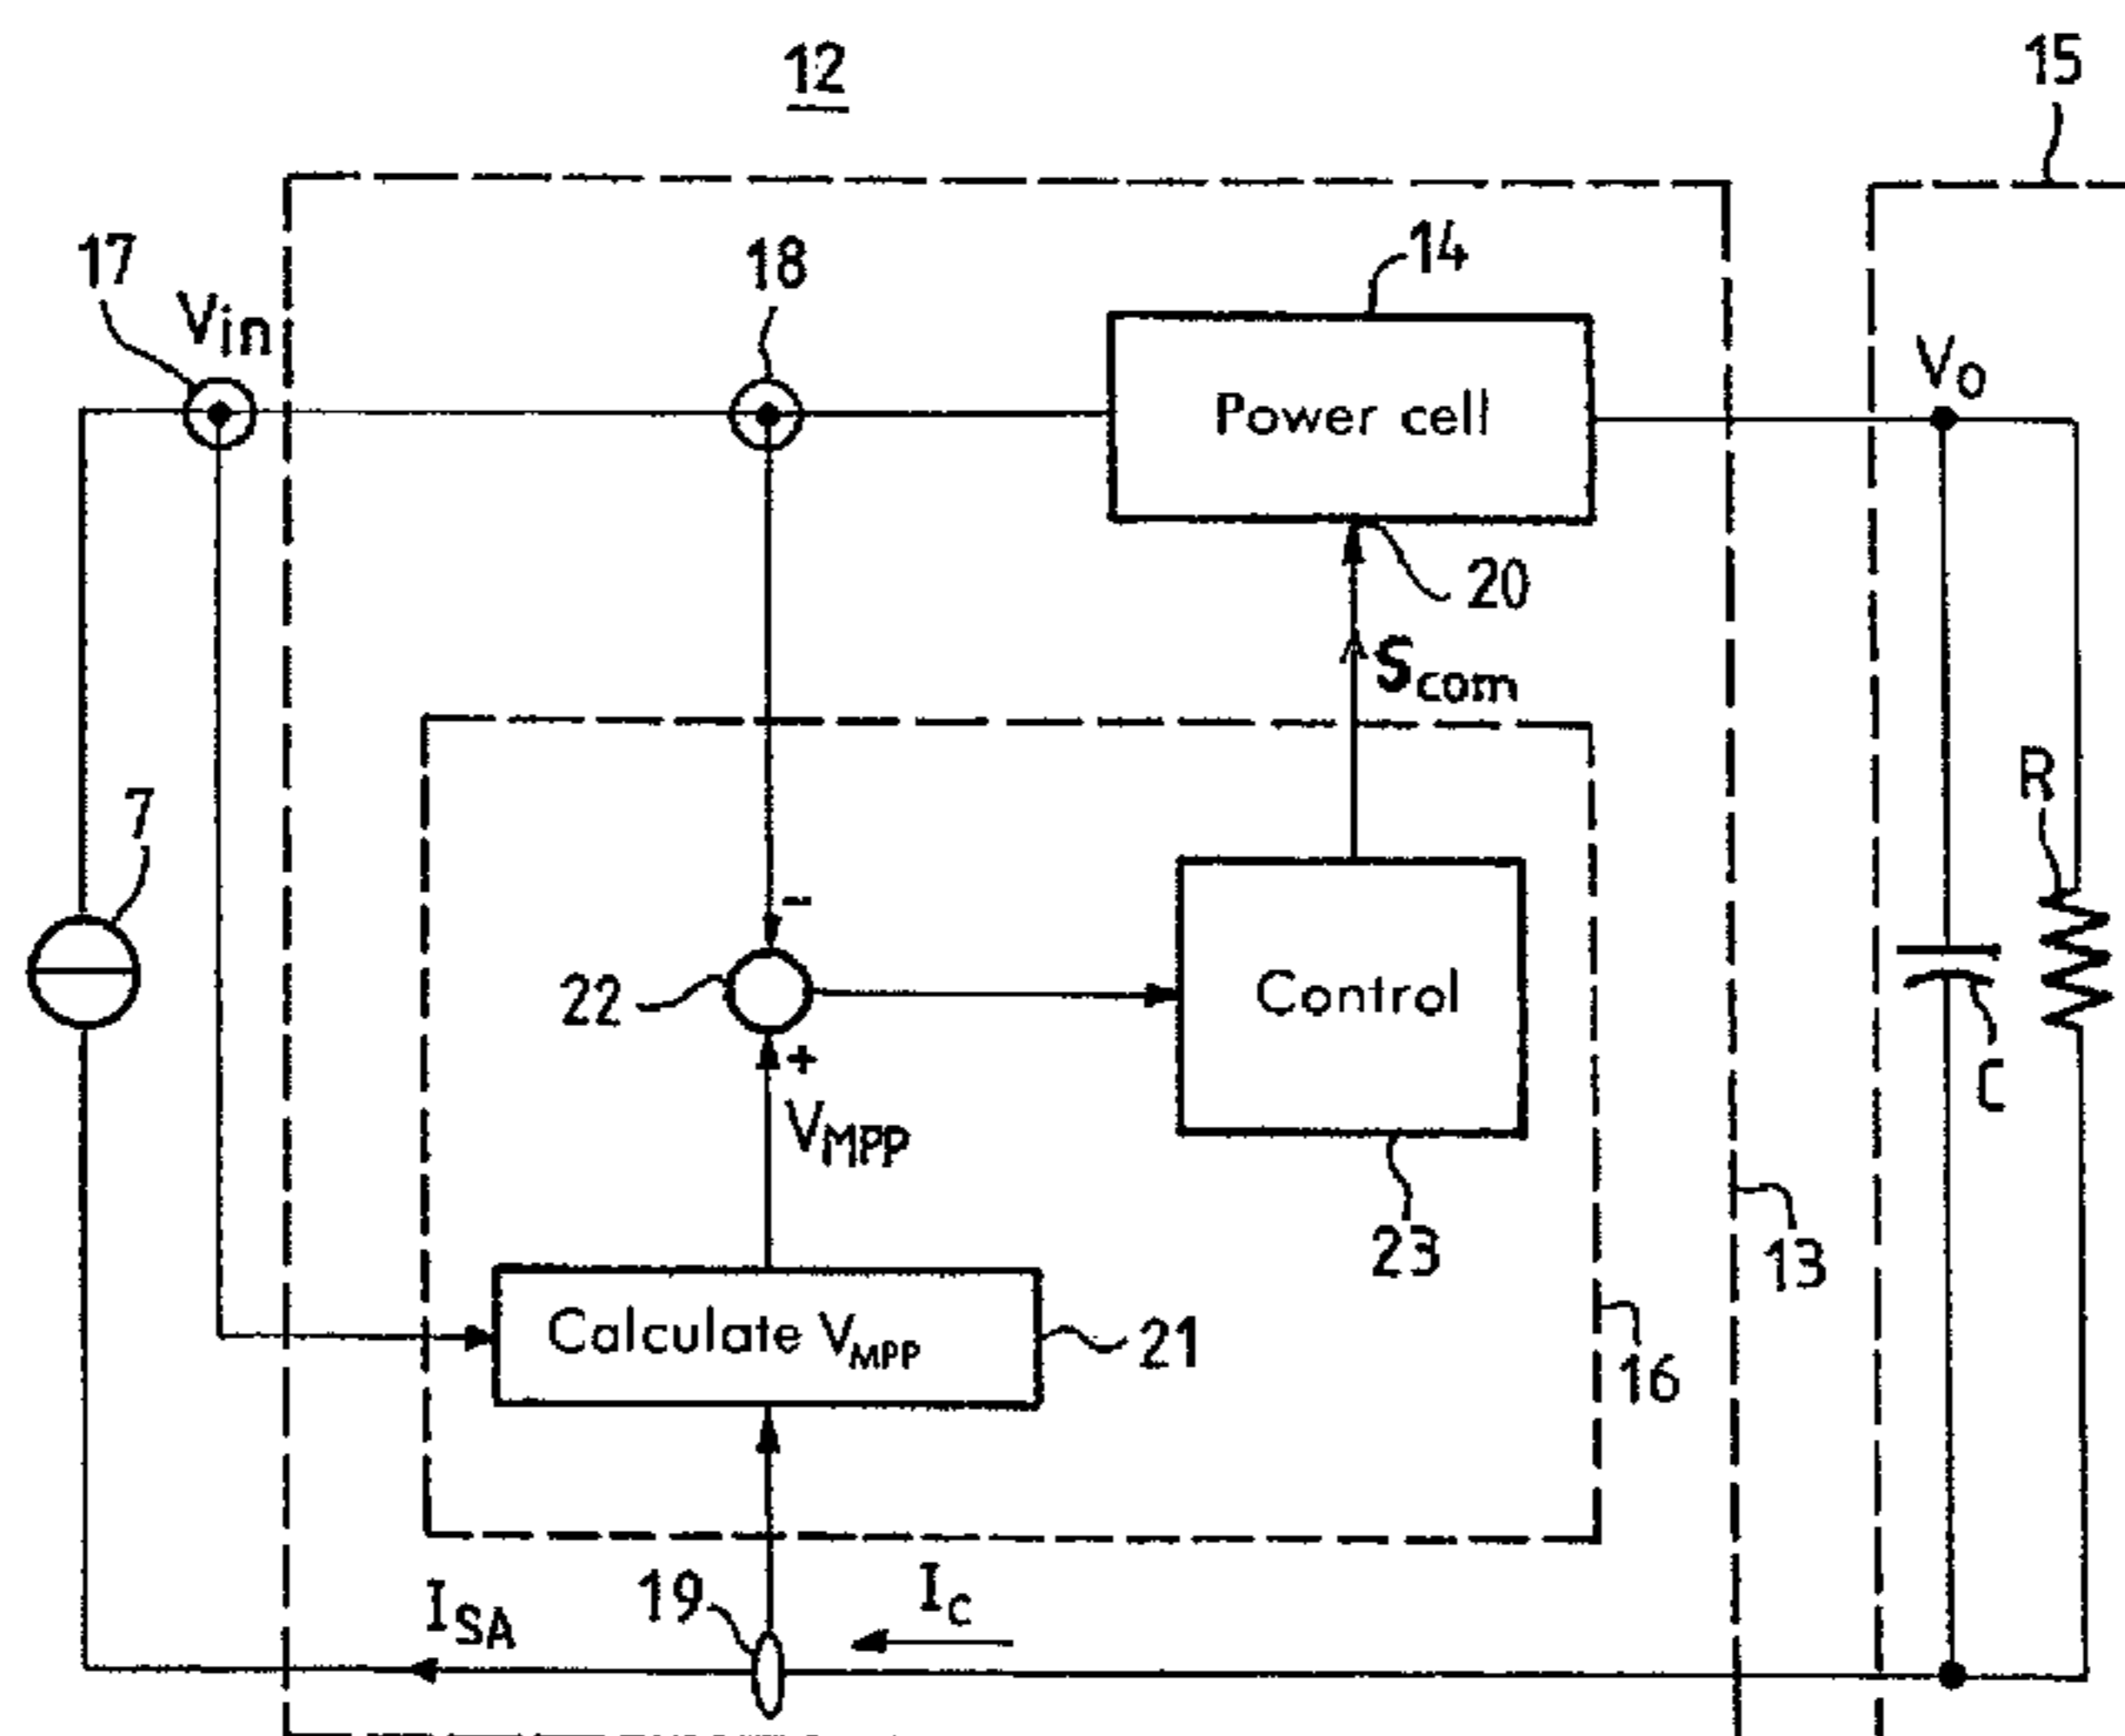 12
15
17
Vin
18
14
Power cell
Vo
20
Scom
7
R
-
22
Control
+
VMPP
C
23
13
Calculate VMPP
21
16
ISA
19
Ic